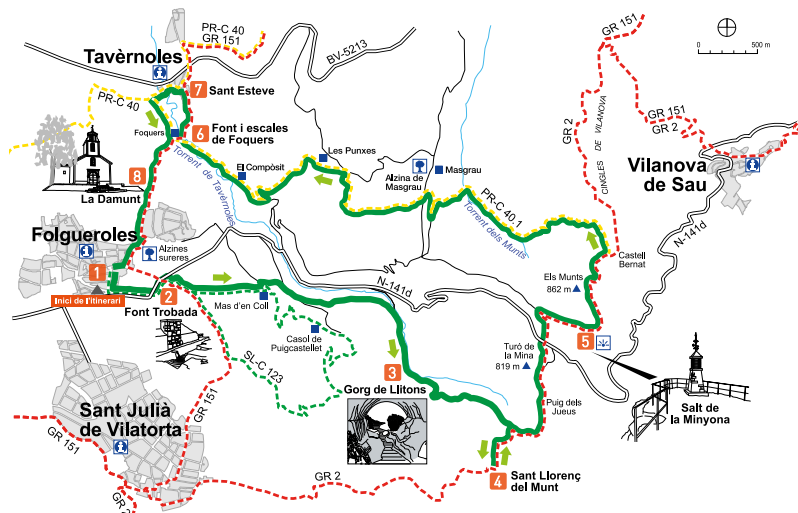 PR-C 40
GR 151
Tavèrnoles
BV-5213
GR 151
500 m
0
PR-C 40
7
Sant Esteve
Foquers
6
Font i escales
de Foquers
Les Punxes
El Compòsit
Alzina de
Masgrau
Masgrau
GR 2
CINGLES DE VILANOVA
GR 151
GR 2
Vilanova
de Sau
8
La Damunt
Torrent de Tavèrnoles
PR-C 40.1
Torrent dels Munts
N-141d
Folgueroles
Alzines
sureres
1
Inici de l'itinerari
2
Font Trobada
Mas d'en Coll
N-141d
Castell
Bernat
Els Munts
862 m
Casol de
Puigcastellet
SL-C 123
3
Gorg de Llitons
Turó de
la Mina
819 m
5
Puig dels
Jueus
Salt de
la Minyona
Sant Julià
de Vilatorta
GR 151
GR 151
GR 2
GR 2
4
Sant Llorenç
del Munt